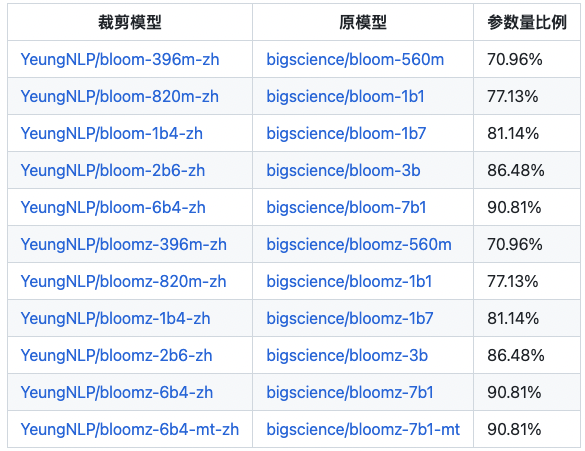 裁剪模型 原模型 参数量比例
YeungNLP/bloom-396m-zh bigscience/bloom-560m 70.96%
YeungNLP/bloom-820m-zh bigscience/bloom-1b1 77.13%
YeungNLP/bloom-1b4-zh bigscience/bloom-1b7 81.14%
YeungNLP/bloom-2b6-zh bigscience/bloom-3b 86.48%
YeungNLP/bloom-6b4-zh bigscience/bloom-7b1 90.81%
YeungNLP/bloomz-396m-zh bigscience/bloomz-560m 70.96%
YeungNLP/bloomz-820m-zh bigscience/bloomz-1b1 77.13%
YeungNLP/bloomz-1b4-zh bigscience/bloomz-1b7 81.14%
YeungNLP/bloomz-2b6-zh bigscience/bloomz-3b 86.48%
YeungNLP/bloomz-6b4-zh bigscience/bloomz-7b1 90.81%
YeungNLP/bloomz-6b4-mt-zh bigscience/bloomz-7b1-mt 90.81%